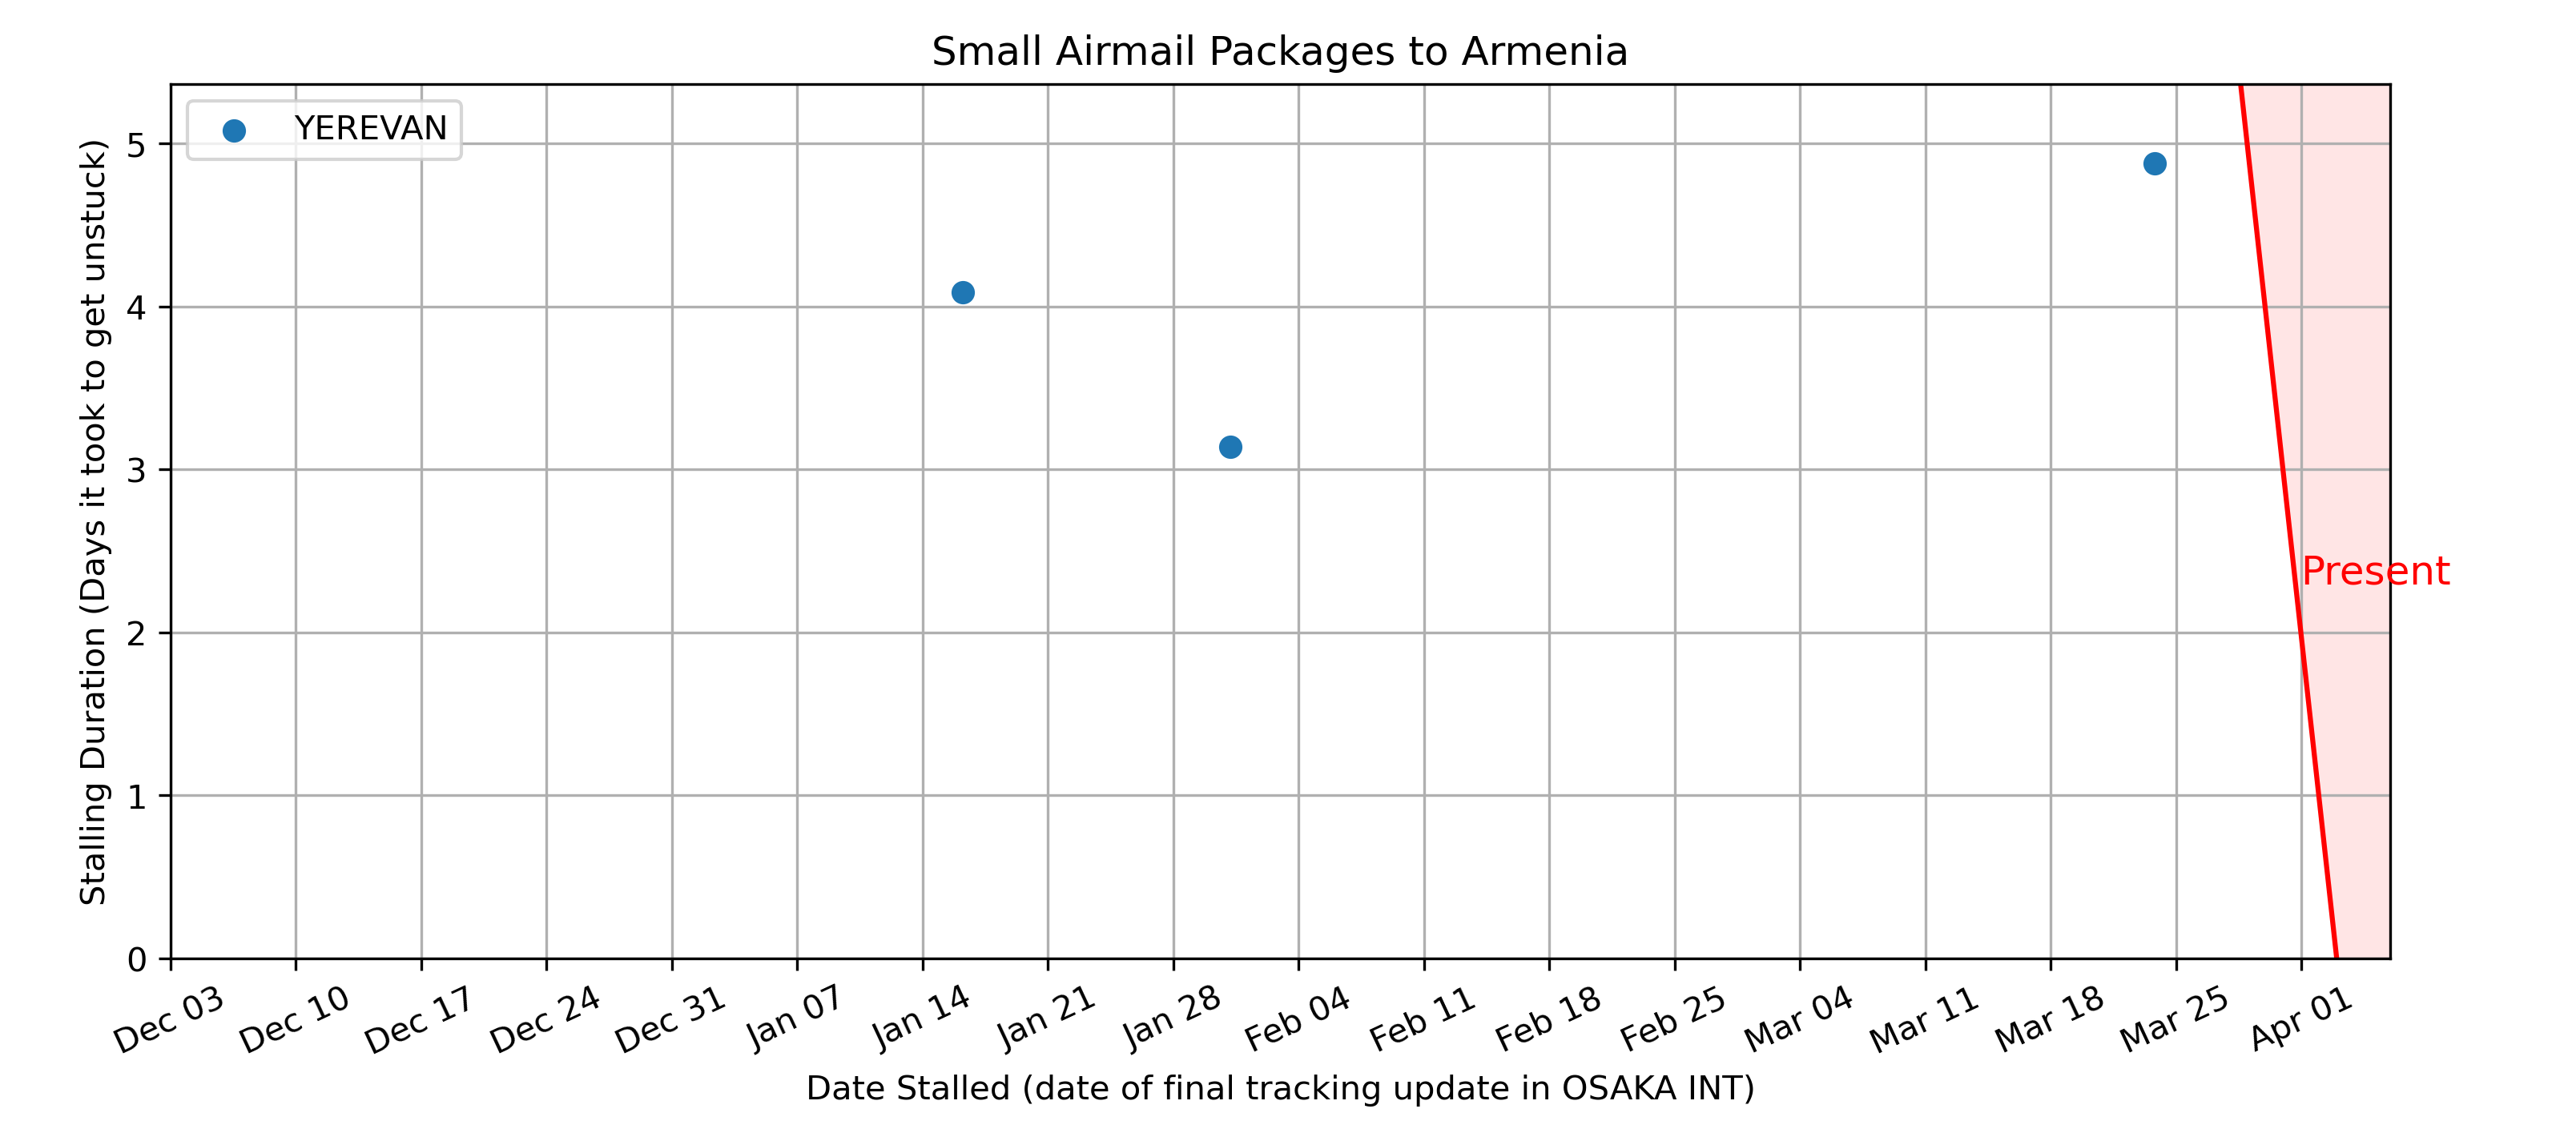 Small Airmail Packages to Armenia
YEREVAN
Stalling Duration (Days it took to get unstuck)
5
4
3
2
1
0
Present
Dec 03 Dec 10 Dec 17 Dec 24 Dec 31 Jan 07 Jan 14 Jan 21 Jan 28 Feb 04 Feb 11 Feb 18 Feb 25 Mar 04 Mar 11 Mar 18 Mar 25 Apr 01
Date Stalled (date of final tracking update in OSAKA INT)